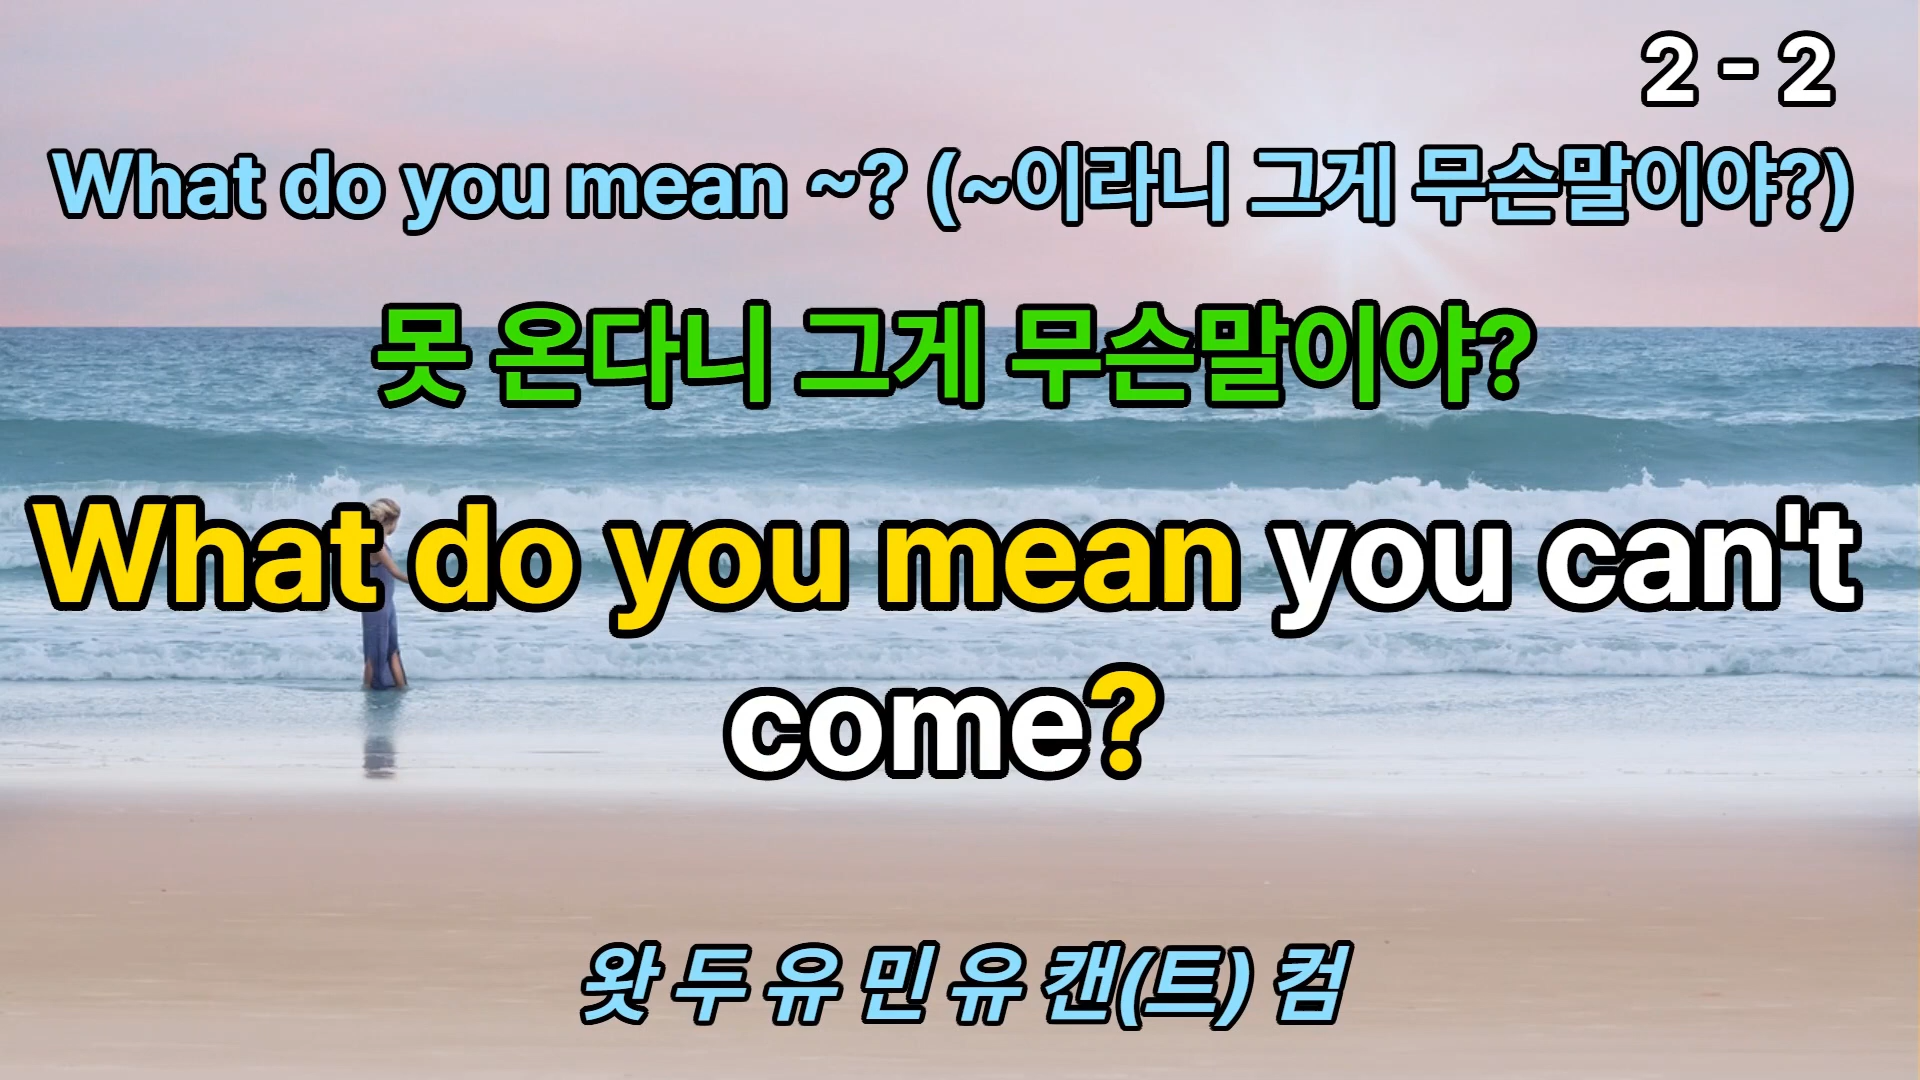 2 - 2
What do you mean ~? (~이라니 그게 무슨말이야?)
못 온다니 그게 무슨말이야?
What do you mean you can't
come?
왓 두 유 민 유 캔(트) 컴